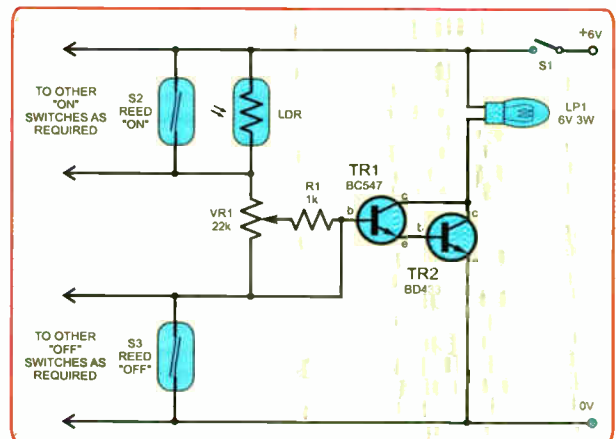 +6V
S1
TO OTHER
"ON"
SWITCHES AS
REQUIRED
S2
REED
"ON"
LDR
LP1
6V 3W
TR1
BC547
R1
1k
c
b
e
VR1
22k
c
TR2
TO OTHER
"OFF"
SWITCHES AS
REQUIRED
S3
REED
"OFF"
0V